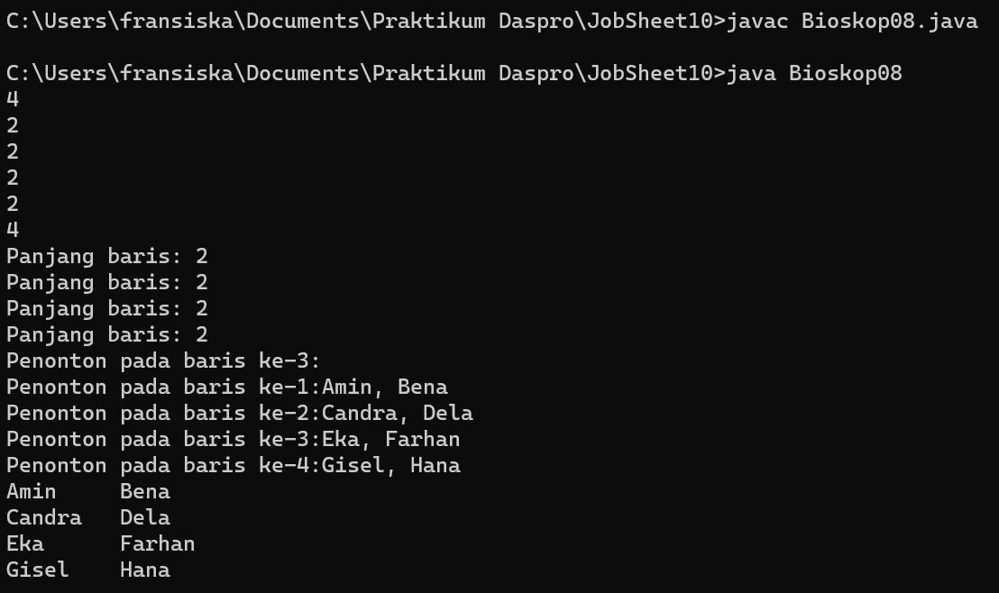 C:\Users\fransiska\Documents\Praktikum Daspro\JobSheet10>javac Bioskop08.java
C:\Users\fransiska\Documents\Praktikum Daspro\JobSheet10>java Bioskop08
4
2
2
2
2
4
Panjang baris: 2
Panjang baris: 2
Panjang baris: 2
Panjang baris: 2
Penonton pada baris ke-3:
Penonton pada baris ke-1:Amin, Bena
Penonton pada baris ke-2:Candra, Dela
Penonton pada baris ke-3:Eka, Farhan
Penonton pada baris ke-4:Gisel, Hana
Amin     Bena
Candra   Dela
Eka      Farhan
Gisel    Hana